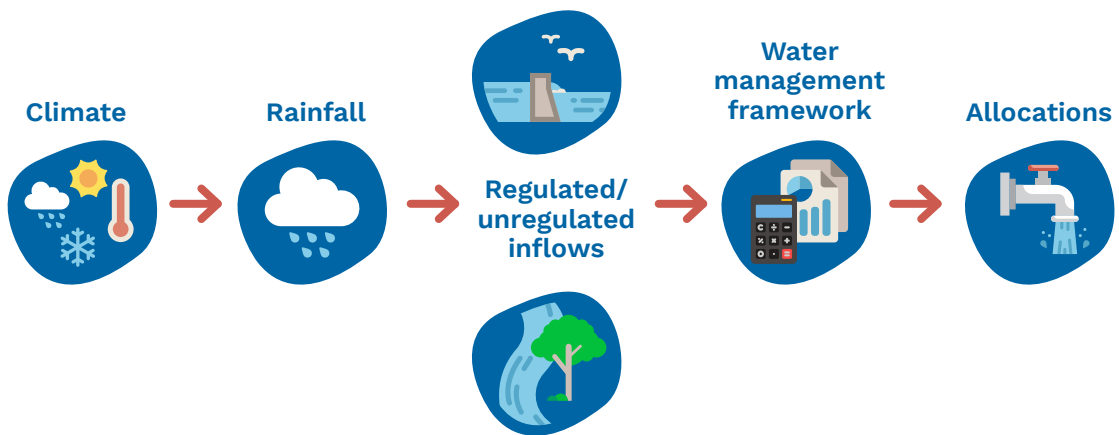 Climate
Rainfall
Regulated/
unregulated
inflows
Water
management
framework
Allocations